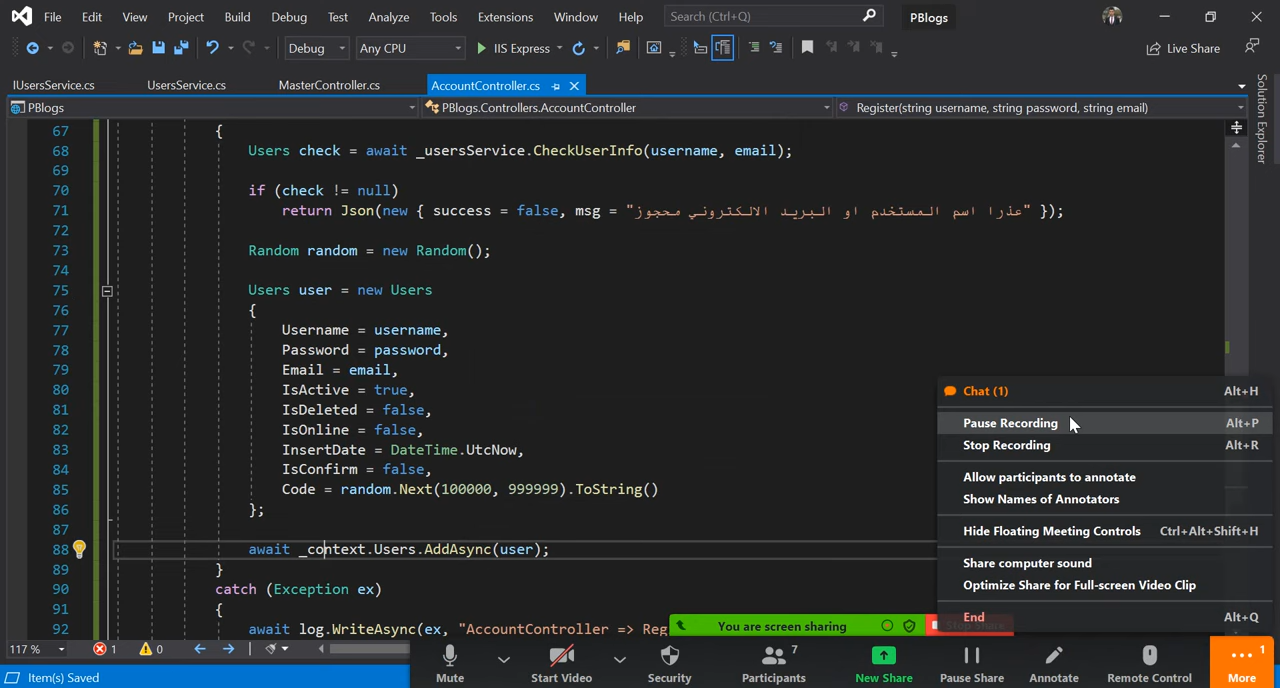 File Edit View Project Build Debug Test Analyze Tools Extensions Window Help Search (Ctrl+Q) PBlogs
Debug Any CPU IIS Express Live Share
IUsersService.cs UsersService.cs MasterController.cs AccountController.cs
PBlogs PBlogs.Controllers.AccountController Register(string username, string password, string email)
Solution Explorer
67 {
68 Users check = await _usersService.CheckUserInfo(username, email);
69
70 if (check != null)
71 return Json(new { success = false, msg = "عذرا اسم المستخدم او البريد الالكتروني محجوز" });
72
73 Random random = new Random();
74
75 Users user = new Users
76 {
77 Username = username,
78 Password = password,
79 Email = email,
80 IsActive = true,
81 IsDeleted = false,
82 IsOnline = false,
83 InsertDate = DateTime.UtcNow,
84 IsConfirm = false,
85 Code = random.Next(100000, 999999).ToString()
86 };
87
88 await _context.Users.AddAsync(user);
89 }
90 catch (Exception ex)
91 {
92 await log.WriteAsync(ex, "AccountController => Reg
Chat (1) Alt+H
Pause Recording Alt+P
Stop Recording Alt+R
Allow participants to annotate
Show Names of Annotators
Hide Floating Meeting Controls Ctrl+Alt+Shift+H
Share computer sound
Optimize Share for Full-screen Video Clip
End Alt+Q
You are screen sharing
117 % 1 0
Item(s) Saved
Mute Start Video Security Participants 7 New Share Pause Share Annotate Remote Control More 1